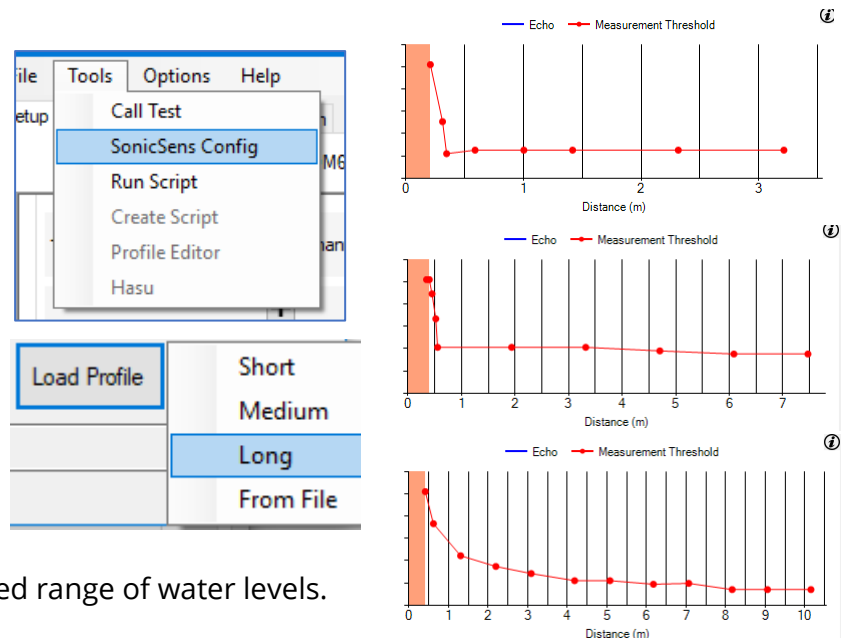 ile Tools Options Help
etup
Call Test
SonicSens Config
M6
Run Script
Create Script
Profile Editor
Hasu
Load Profile
Short
Medium
Long
From File
ed range of water levels.
Echo Measurement Threshold
0 1 2 3
Distance (m)
Echo Measurement Threshold
0 1 2 3 4 5 6 7
Distance (m)
Echo Measurement Threshold
0 1 2 3 4 5 6 7 8 9 10
Distance (m)